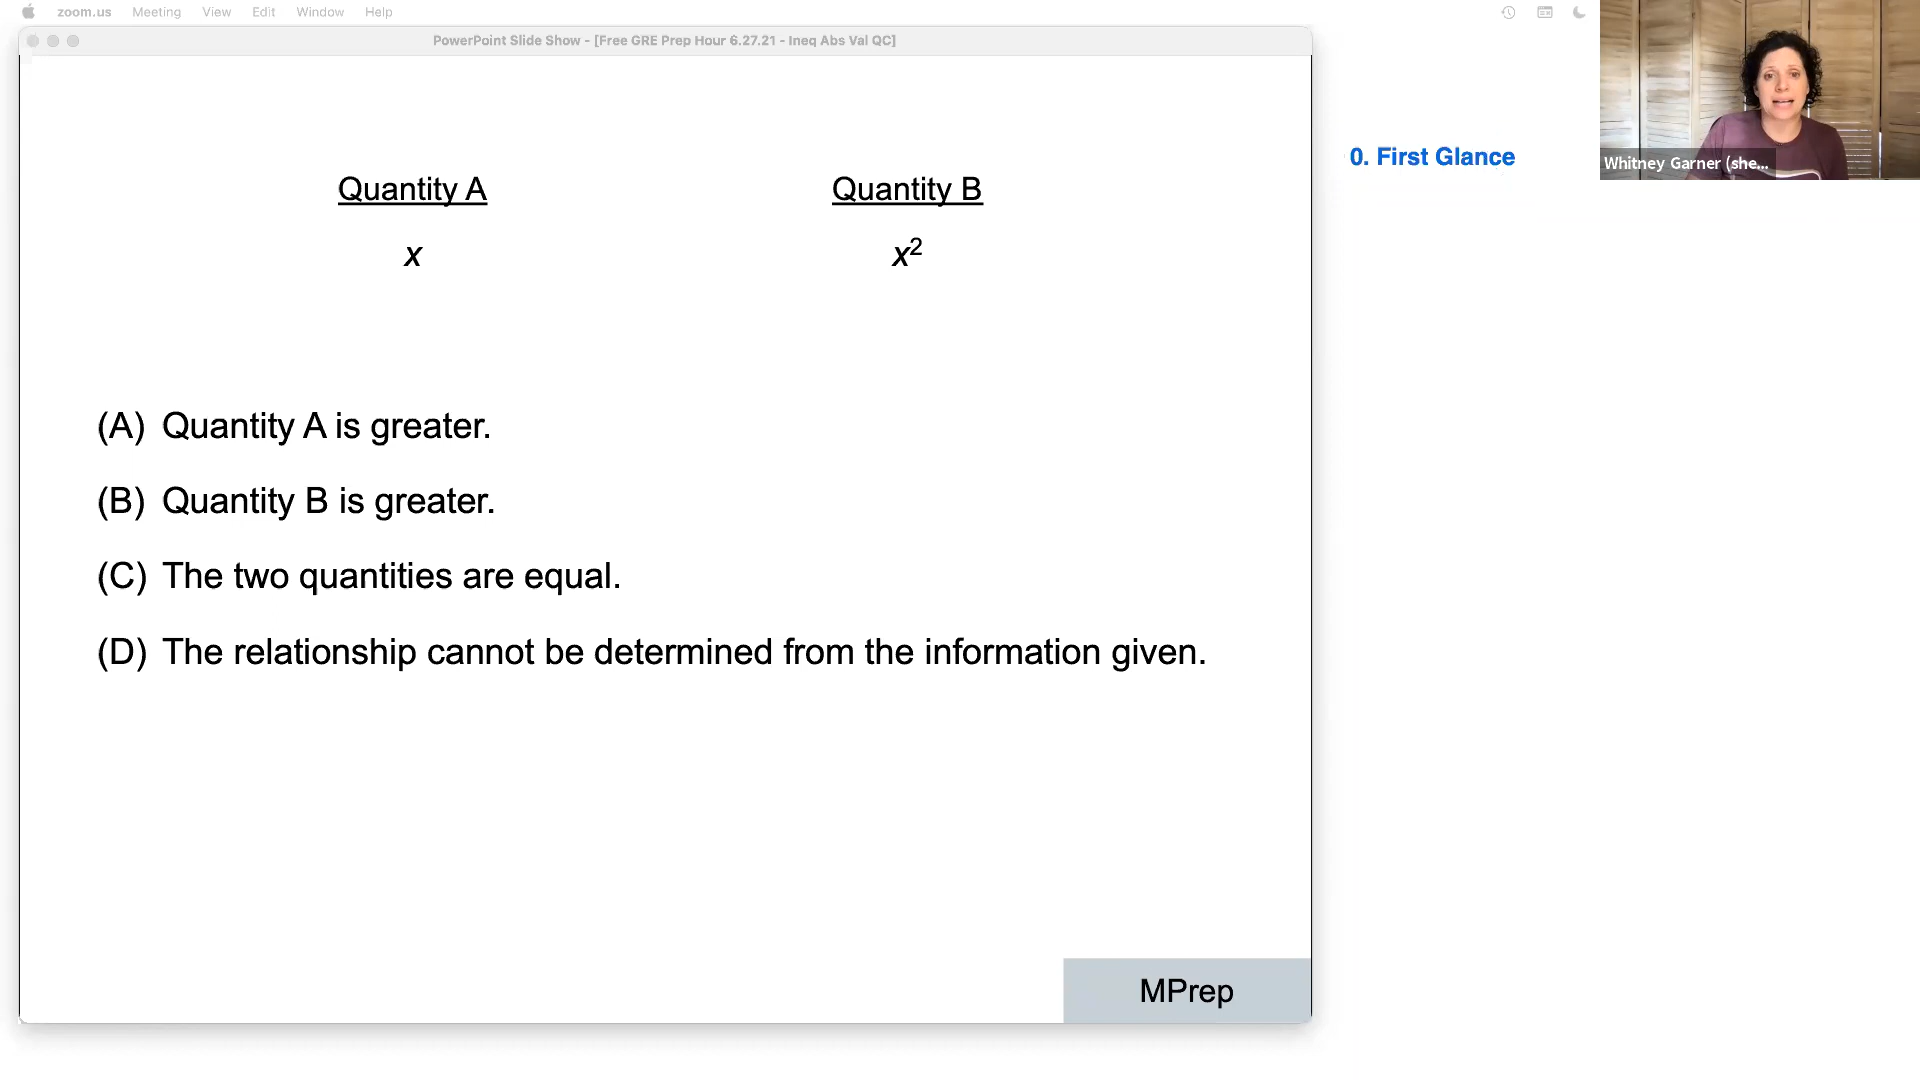 zoom.us Meeting View Edit Window Help
PowerPoint Slide Show - [Free GRE Prep Hour 6.27.21 - Ineq Abs Val QC]
Quantity A Quantity B
x x²
(A) Quantity A is greater.
(B) Quantity B is greater.
(C) The two quantities are equal.
(D) The relationship cannot be determined from the information given.
MPrep
0. First Glance
Whitney Garner (she...